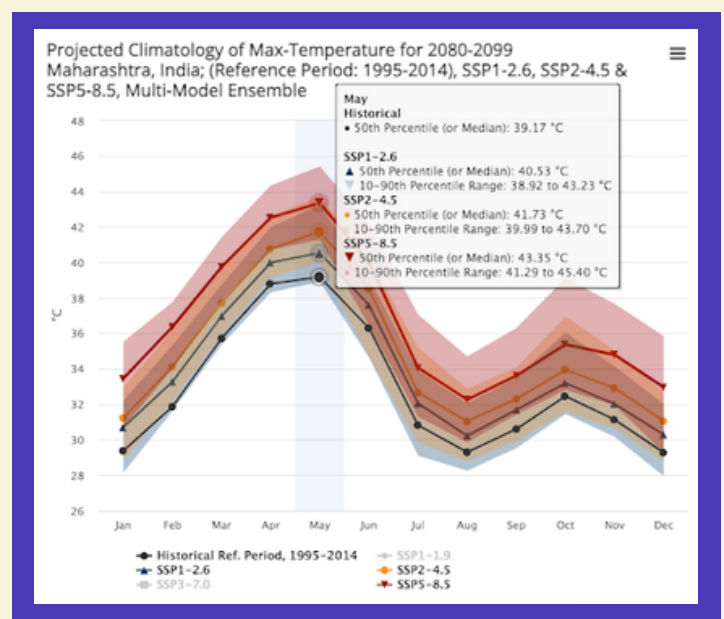 Projected Climatology of Max-Temperature for 2080-2099
Maharashtra, India; (Reference Period: 1995-2014), SSP1-2.6, SSP2-4.5 &
SSP5-8.5, Multi-Model Ensemble
May
Historical
• 50th Percentile (or Median): 39.17 °C
SSP1-2.6
▲ 50th Percentile (or Median): 40.53 °C
▼ 10-90th Percentile Range: 38.92 to 43.23 °C
SSP2-4.5
• 50th Percentile (or Median): 41.73 °C
10-90th Percentile Range: 39.99 to 43.70 °C
SSP5-8.5
▼ 50th Percentile (or Median): 43.35 °C
• 10-90th Percentile Range: 41.29 to 45.40 °C
°C
48
46
44
42
40
38
36
34
32
30
28
26
Jan Feb Mar Apr May Jun Jul Aug Sep Oct Nov Dec
Historical Ref. Period, 1995-2014 SSP1-1.9
SSP1-2.6 SSP2-4.5
SSP3-7.0 SSP5-8.5